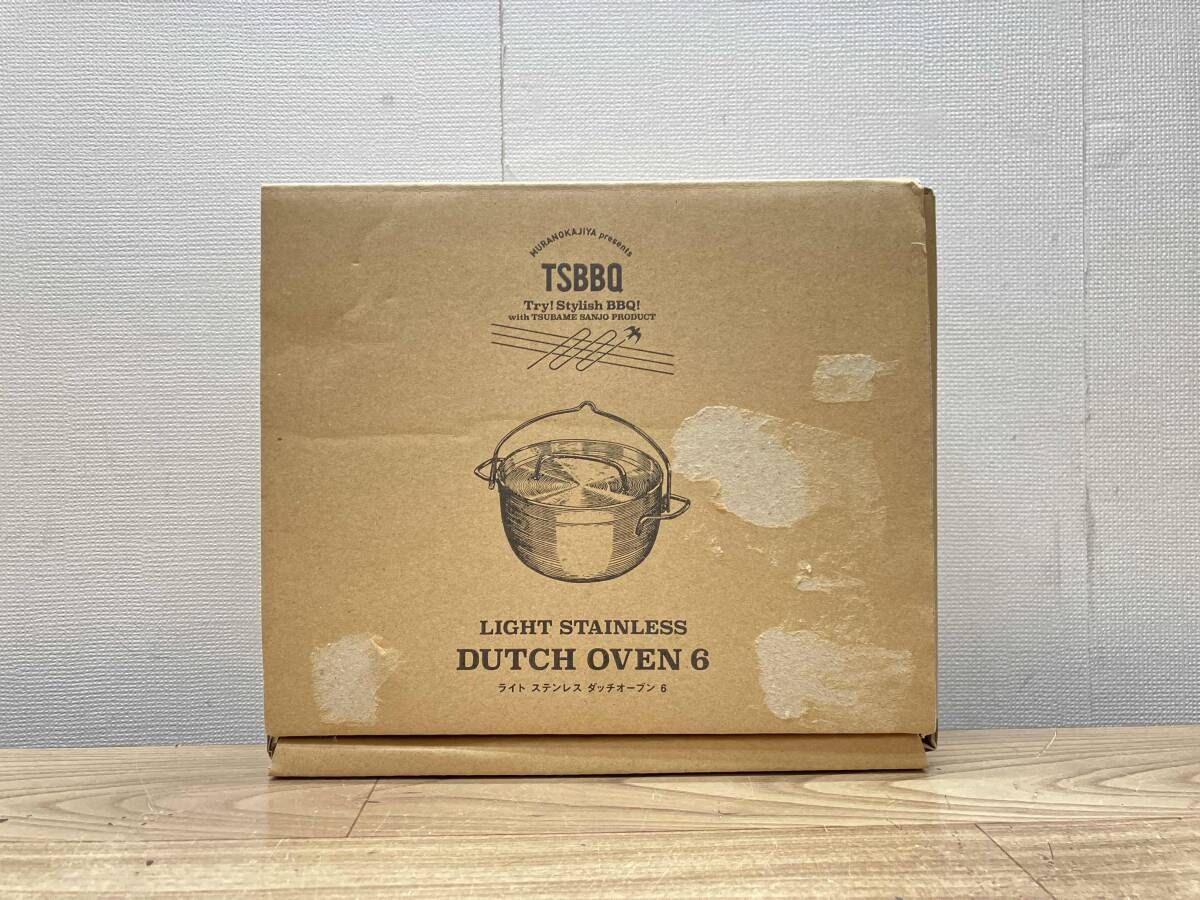 MURANOKAJIYA presents
TSBBQ
Try! Stylish BBQ!
with TSUBAME SANJO PRODUCT
LIGHT STAINLESS
DUTCH OVEN 6
ライト ステンレス ダッチオーブン 6